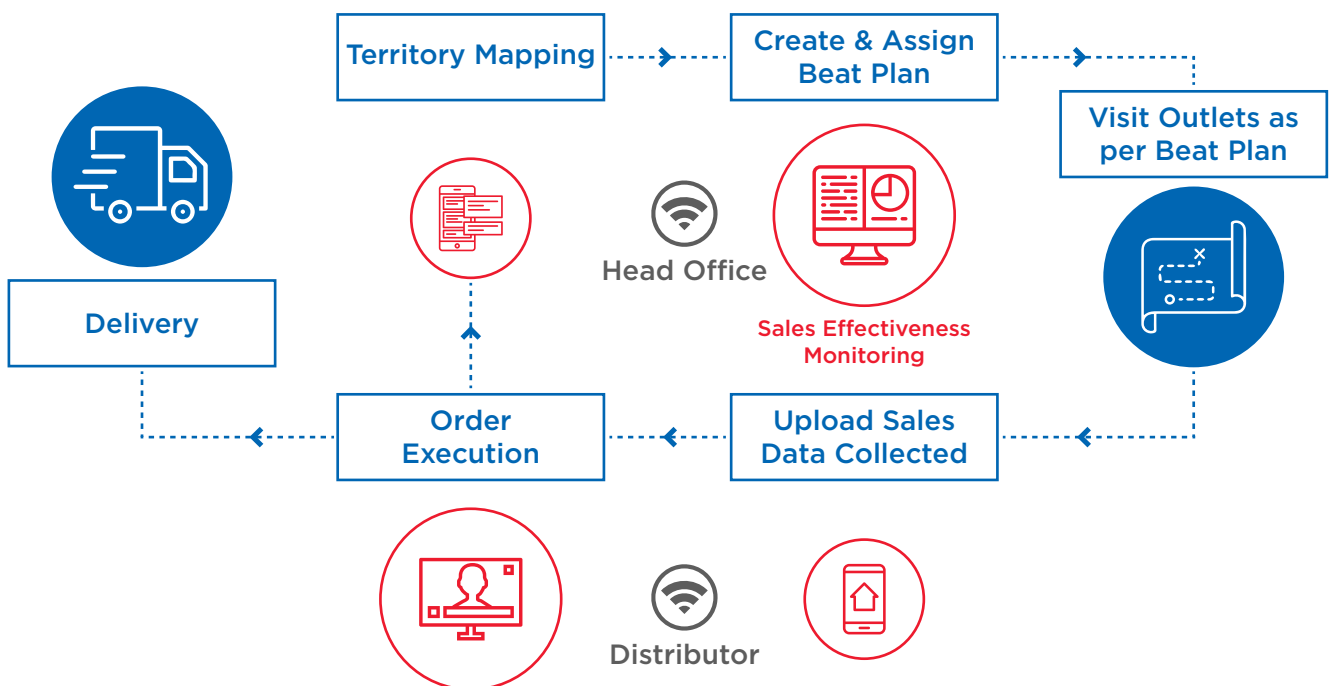 Territory Mapping
Create & Assign
Beat Plan
Visit Outlets as
per Beat Plan
Head Office
Sales Effectiveness
Monitoring
Delivery
Order
Execution
Upload Sales
Data Collected
Distributor